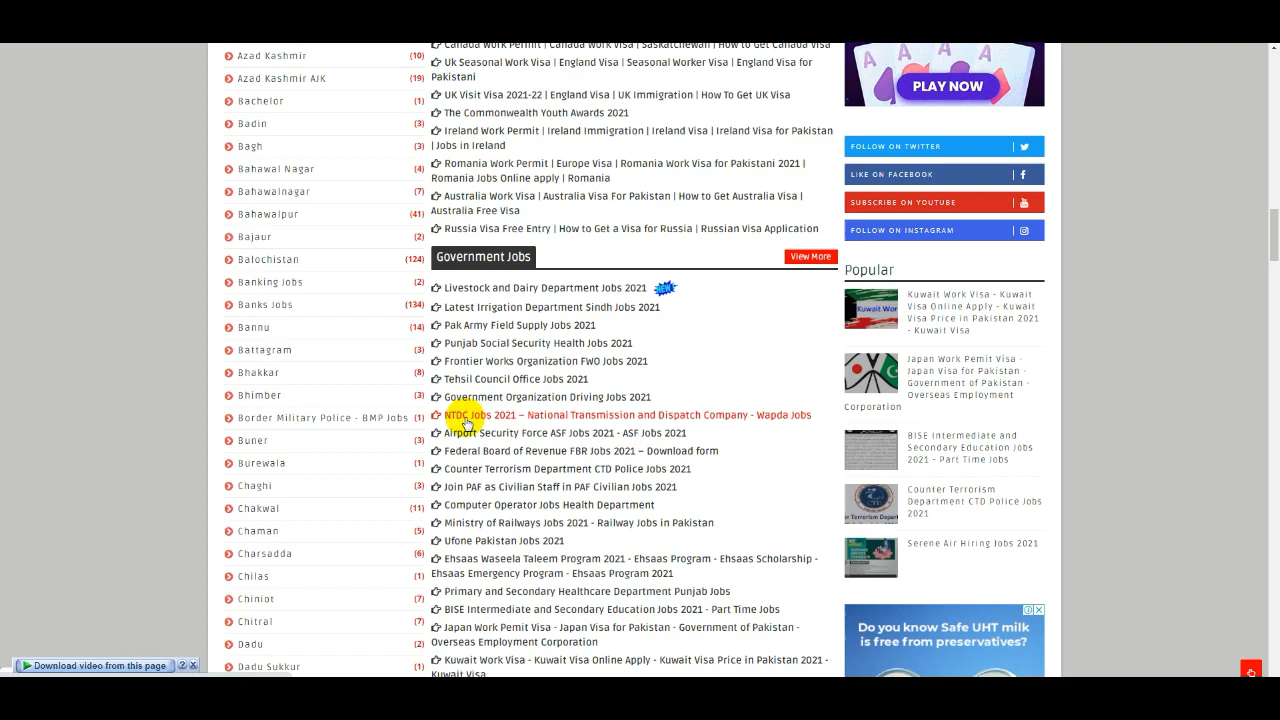 Azad Kashmir (10)
Azad Kashmir AJK (19)
Bachelor (1)
Badin (3)
Bagh (3)
Bahawal Nagar (4)
Bahawalnagar (7)
Bahawalpur (41)
Bajaur (2)
Balochistan (124)
Banking Jobs (2)
Banks Jobs (134)
Bannu (14)
Battagram (3)
Bhakkar (8)
Bhimber (3)
Border Military Police - BMP Jobs (1)
Buner (3)
Burewala (1)
Chaghi (3)
Chakwal (11)
Chaman (5)
Charsadda (6)
Chilas (1)
Chiniot (7)
Chitral (7)
Dadu (2)
Dadu Sukkur (1)
Download video from this page ? X
Canada Work Permit | Canada Work Visa | Saskatchewan | How to Get Canada Visa
Uk Seasonal Work Visa | England Visa | Seasonal Worker Visa | England Visa for
Pakistani
UK Visit Visa 2021-22 | England Visa | UK Immigration | How To Get UK Visa
The Commonwealth Youth Awards 2021
Ireland Work Permit | Ireland Immigration | Ireland Visa | Ireland Visa for Pakistan
| Jobs in Ireland
Romania Work Permit | Europe Visa | Romania Work Visa for Pakistani 2021 |
Romania Jobs Online apply | Romania
Australia Work Visa | Australia Visa For Pakistan | How to Get Australia Visa |
Australia Free Visa
Russia Visa Free Entry | How to Get a Visa for Russia | Russian Visa Application
Government Jobs View More
Livestock and Dairy Department Jobs 2021
Latest Irrigation Department Sindh Jobs 2021
Pak Army Field Supply Jobs 2021
Punjab Social Security Health Jobs 2021
Frontier Works Organization FWO Jobs 2021
Tehsil Council Office Jobs 2021
Government Organization Driving Jobs 2021
NTDC Jobs 2021 – National Transmission and Dispatch Company - Wapda Jobs
Airport Security Force ASF Jobs 2021 - ASF Jobs 2021
Federal Board of Revenue FBR Jobs 2021 – Download form
Counter Terrorism Department CTD Police Jobs 2021
Join PAF as Civilian Staff in PAF Civilian Jobs 2021
Computer Operator Jobs Health Department
Ministry of Railways Jobs 2021 - Railway Jobs in Pakistan
Ufone Pakistan Jobs 2021
Ehsaas Waseela Taleem Program 2021 - Ehsaas Program - Ehsaas Scholarship -
Ehsaas Emergency Program - Ehsaas Program 2021
Primary and Secondary Healthcare Department Punjab Jobs
BISE Intermediate and Secondary Education Jobs 2021 - Part Time Jobs
Japan Work Pemit Visa - Japan Visa for Pakistan - Government of Pakistan -
Overseas Employment Corporation
Kuwait Work Visa - Kuwait Visa Online Apply - Kuwait Visa Price in Pakistan 2021 -
Kuwait Visa
A A A A
PLAY NOW
FOLLOW ON TWITTER
LIKE ON FACEBOOK
SUBSCRIBE ON YOUTUBE
FOLLOW ON INSTAGRAM
Popular
Kuwait Wor
Kuwait Work Visa - Kuwait
Visa Online Apply - Kuwait
Visa Price in Pakistan 2021
- Kuwait Visa
Japan Work Pemit Visa -
Japan Visa for Pakistan -
Government of Pakistan -
Overseas Employment
Corporation
BISE Intermediate and
Secondary Education Jobs
2021 - Part Time Jobs
Counter Terrorism
Department CTD Police Jobs
2021
Serene Air Hiring Jobs 2021
Do you know Safe UHT milk
is free from preservatives?